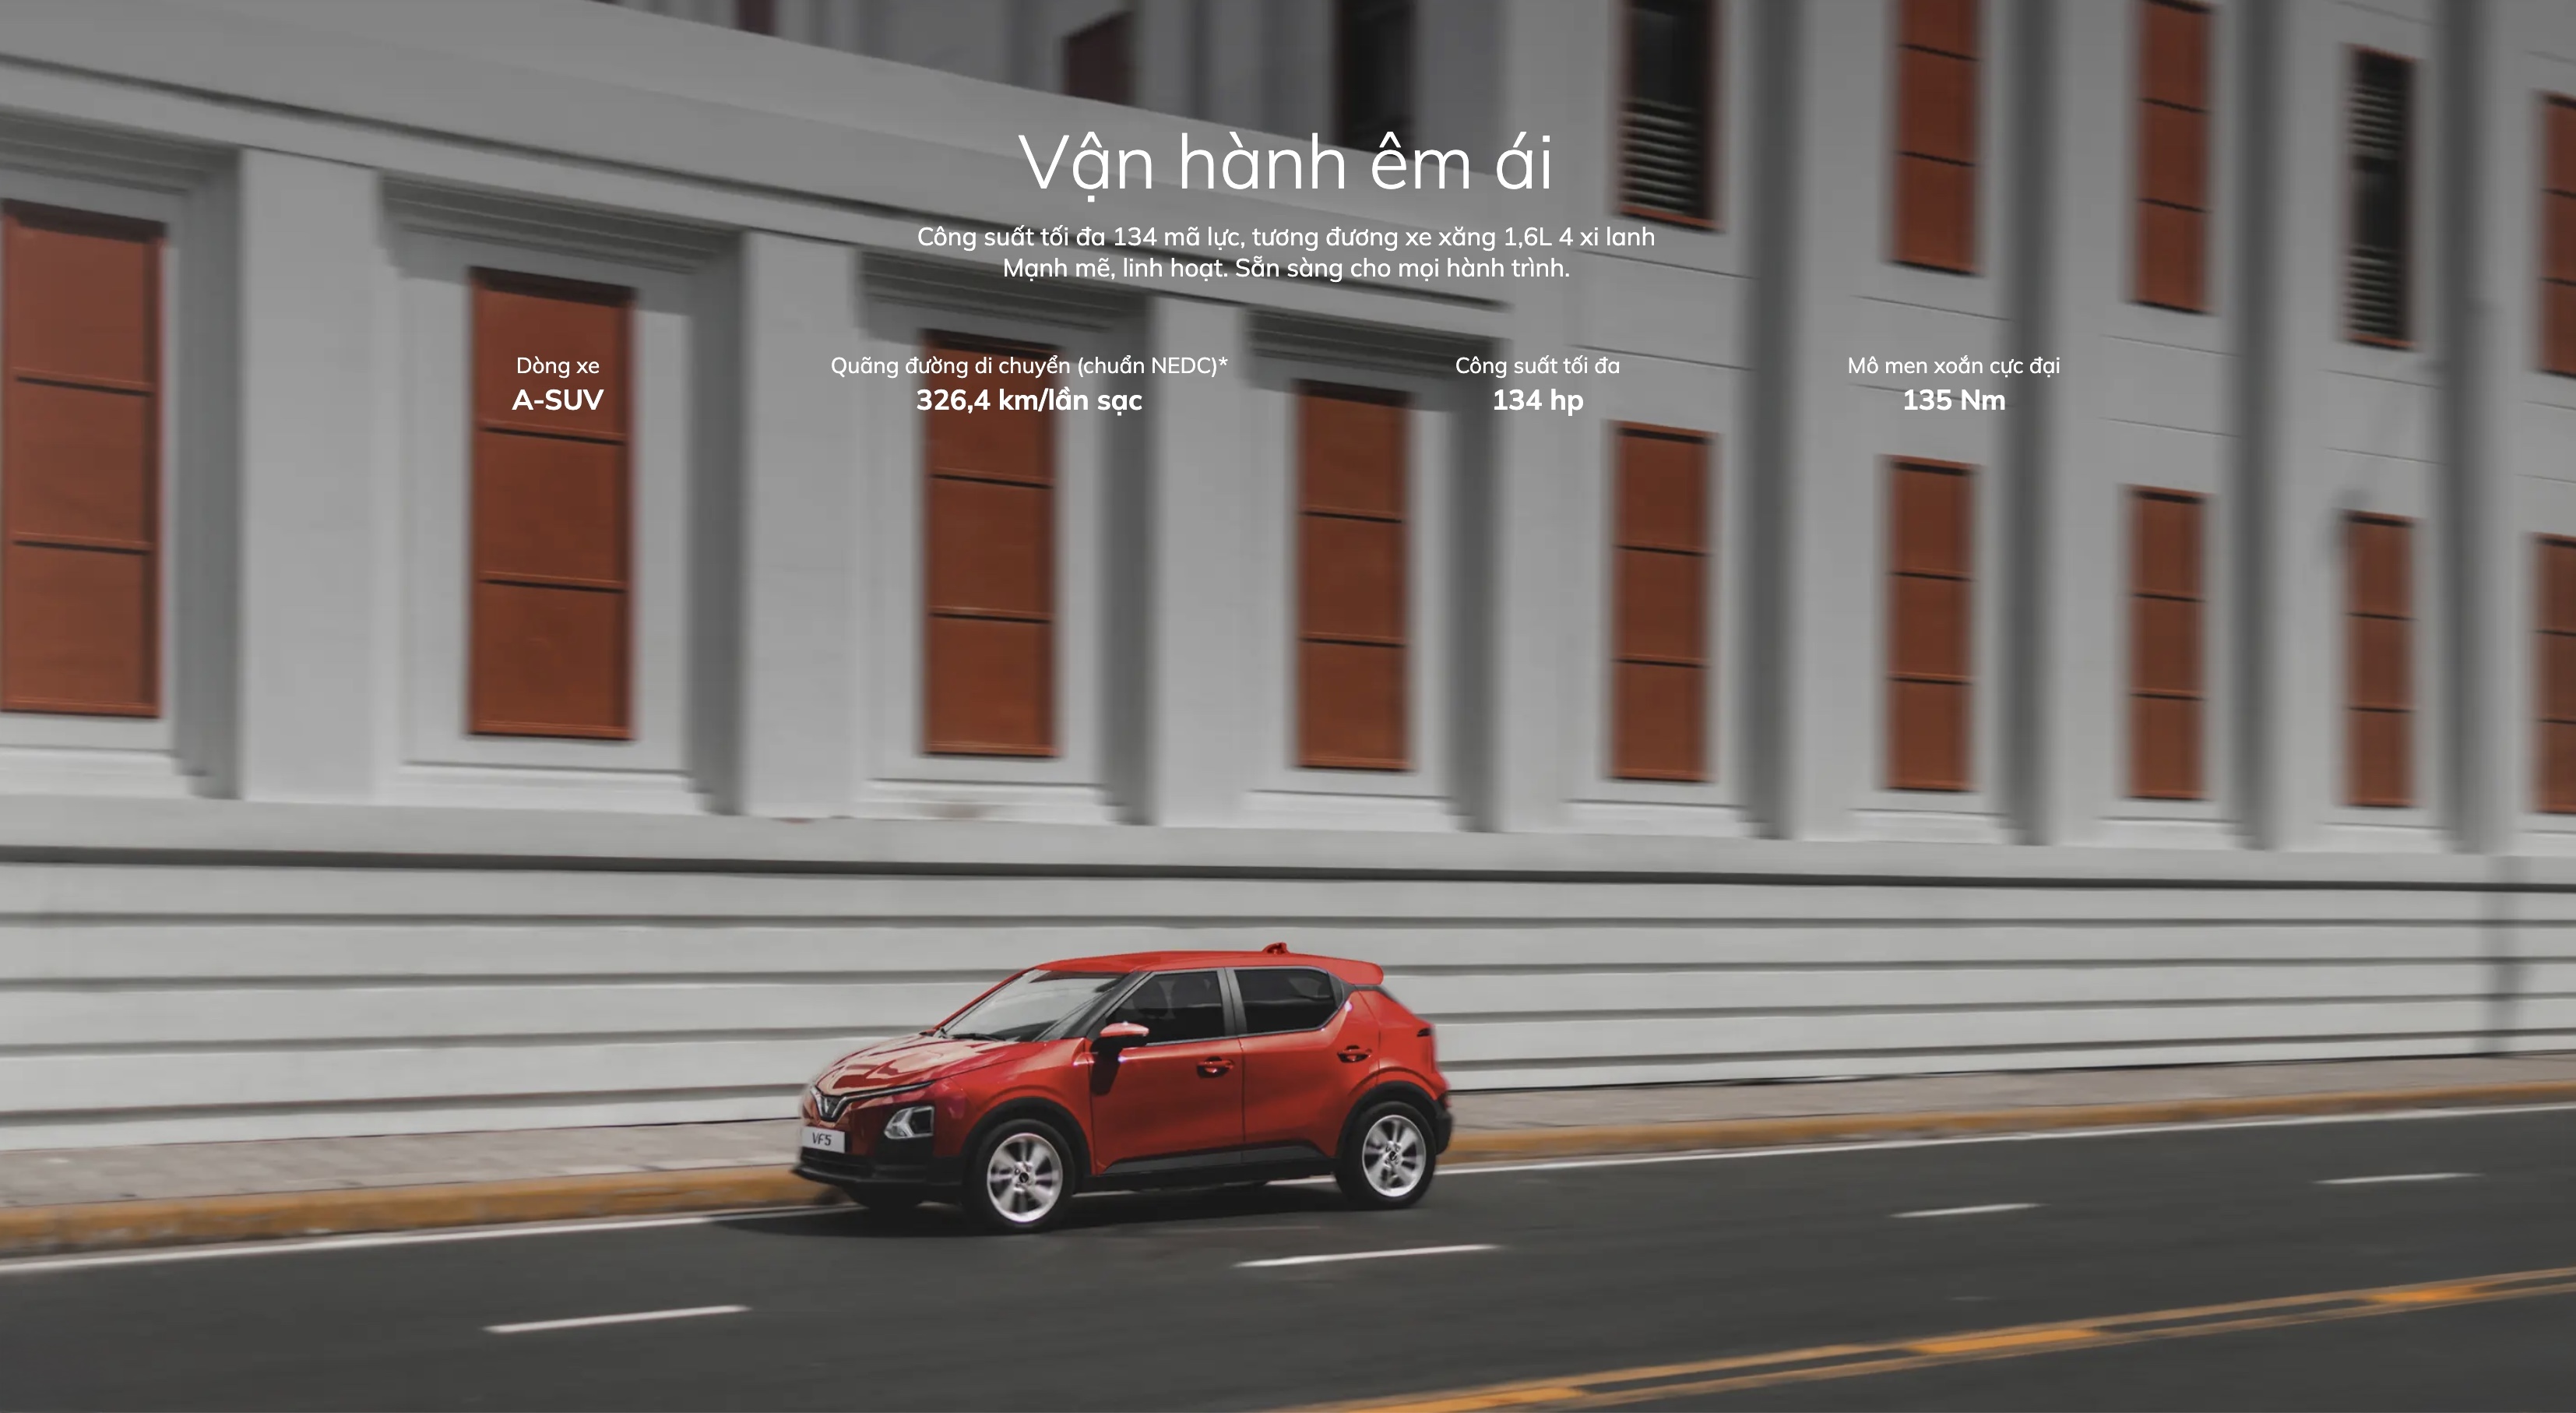 Vận hành êm ái
Công suất tối đa 134 mã lực, tương đương xe xăng 1,6L 4 xi lanh
Mạnh mẽ, linh hoạt. Sẵn sàng cho mọi hành trình.
Dòng xe
A-SUV
Quãng đường di chuyển (chuẩn NEDC)*
326,4 km/lần sạc
Công suất tối đa
134 hp
Mô men xoắn cực đại
135 Nm
VF5